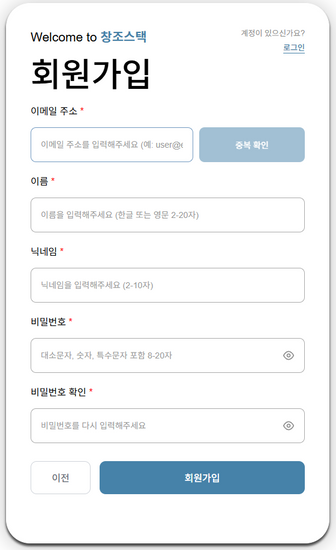 Welcome to 창조스택
계정이 있으신가요?
로그인
회원가입
이메일 주소 *
이메일 주소를 입력해주세요 (예: user@e
중복 확인
이름 *
이름을 입력해주세요 (한글 또는 영문 2-20자)
닉네임 *
닉네임을 입력해주세요 (2-10자)
비밀번호 *
대소문자, 숫자, 특수문자 포함 8-20자
비밀번호 확인 *
비밀번호를 다시 입력해주세요
이전
회원가입